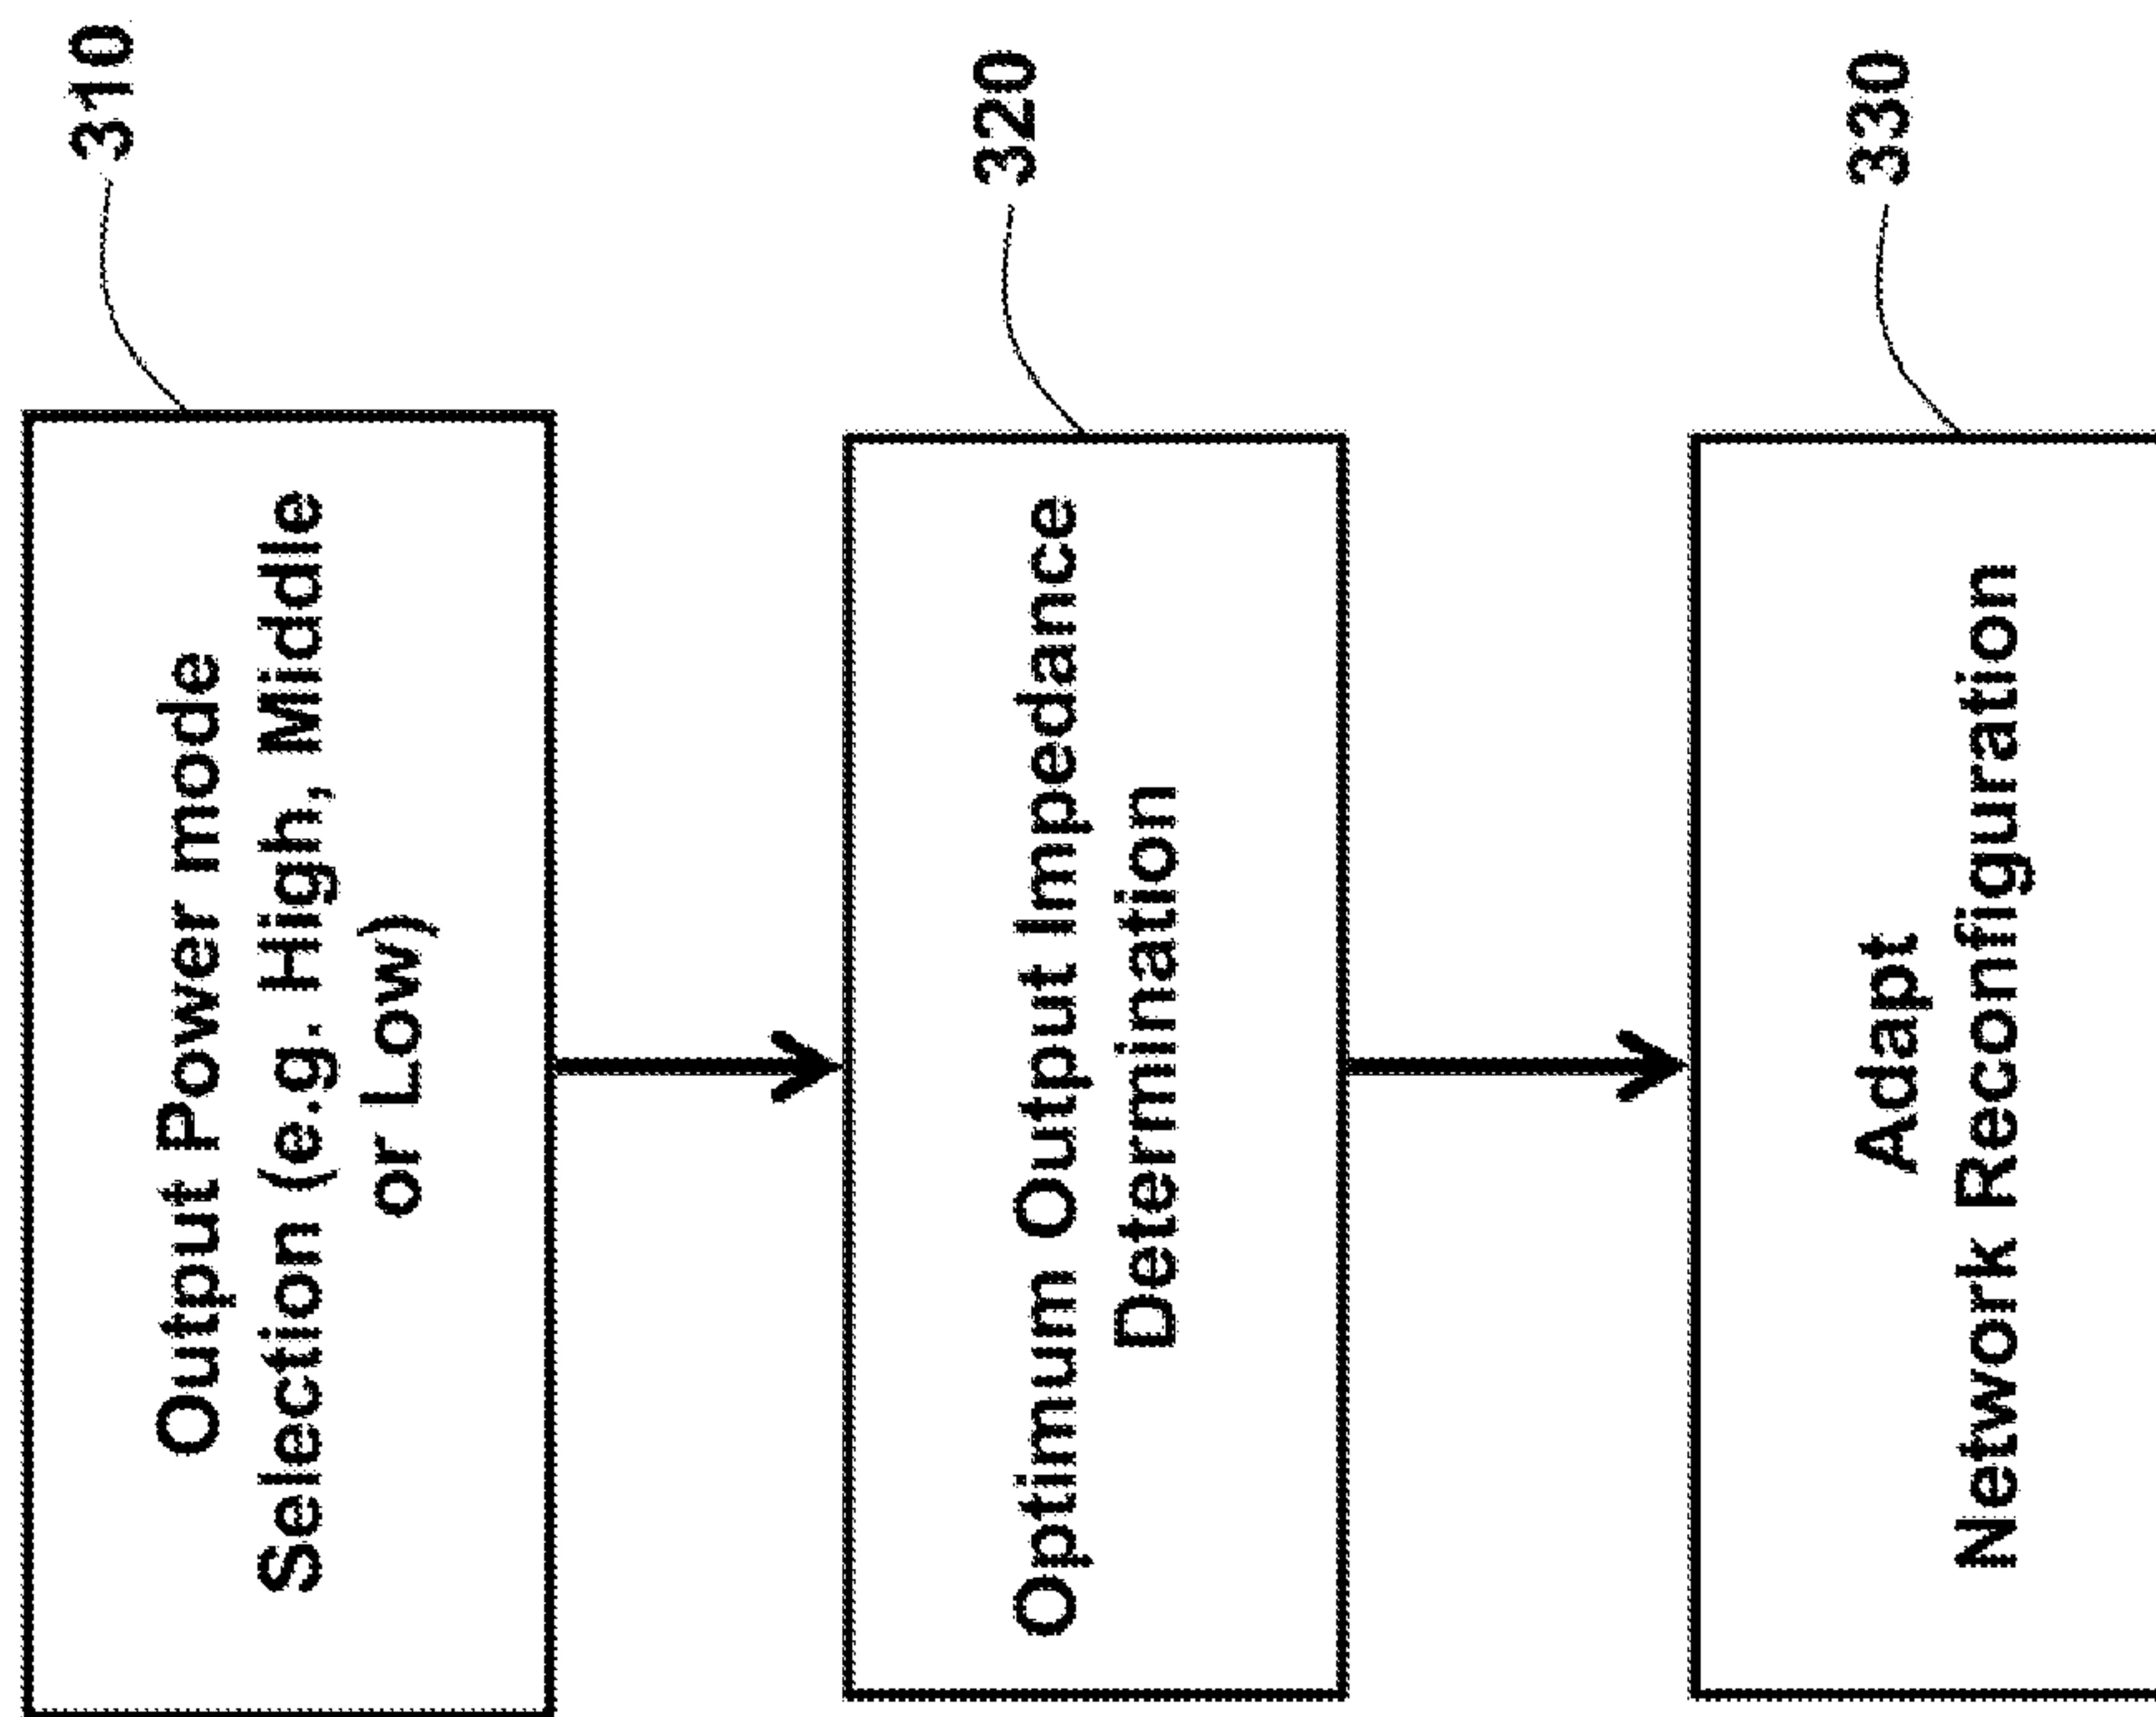 310
Output Power mode
Selection (e.g. High, Middle
or Low)
320
Optimum Output Impedance
Determination
330
Adapt
Network Reconfiguration